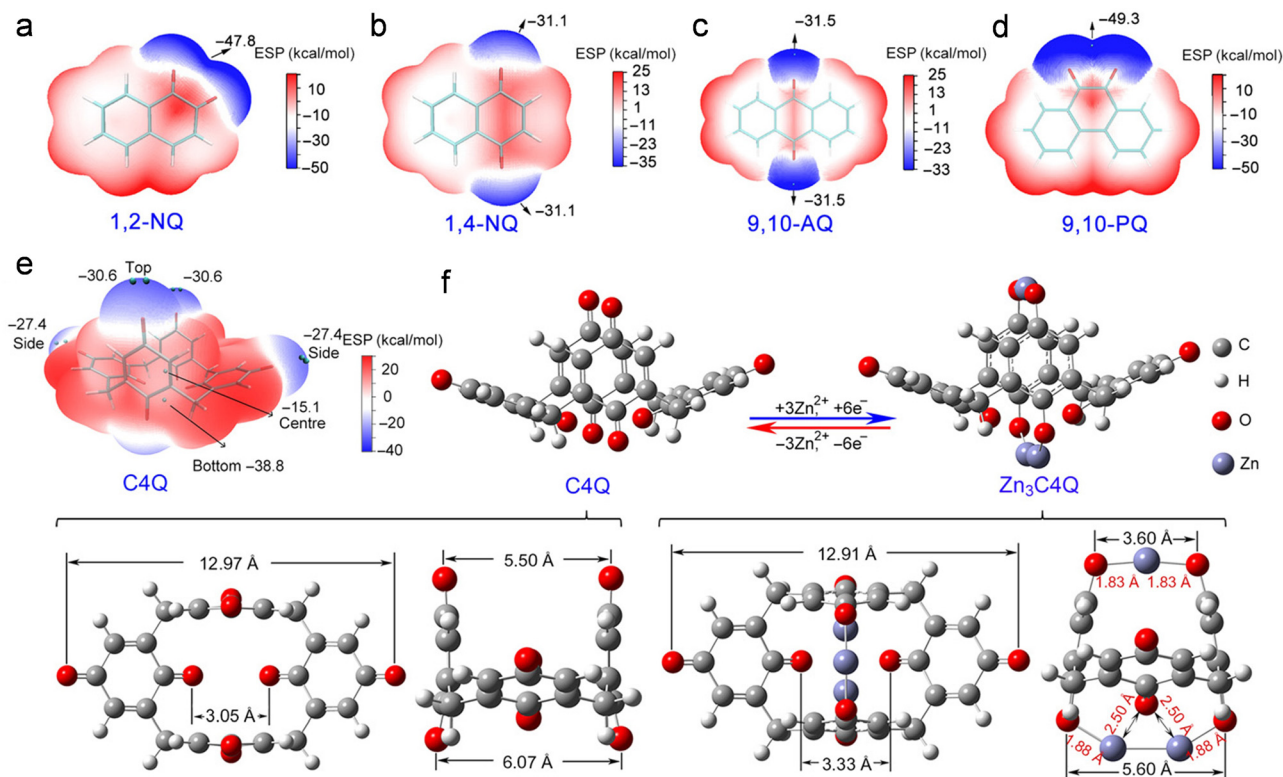 a
−47.8
ESP (kcal/mol)
10
−10
−30
−50
1,2-NQ
b
−31.1
ESP (kcal/mol)
25
13
1
−11
−23
−35
−31.1
1,4-NQ
c
−31.5
ESP (kcal/mol)
25
13
1
−11
−23
−33
−31.5
9,10-AQ
d
−49.3
ESP (kcal/mol)
10
−10
−30
−50
9,10-PQ
e
−30.6
Top
−30.6
−27.4
Side
−27.4
Side
ESP (kcal/mol)
20
0
−20
−40
−15.1
Centre
Bottom −38.8
C4Q
f
+3Zn,²⁺ +6e⁻
−3Zn,²⁺ −6e⁻
C4Q
Zn₃C4Q
C
H
O
Zn
12.97 Å
3.05 Å
5.50 Å
6.07 Å
12.91 Å
3.33 Å
3.60 Å
1.83 Å 1.83 Å
2.50 Å
2.50 Å
1.88 Å
1.88 Å
5.60 Å